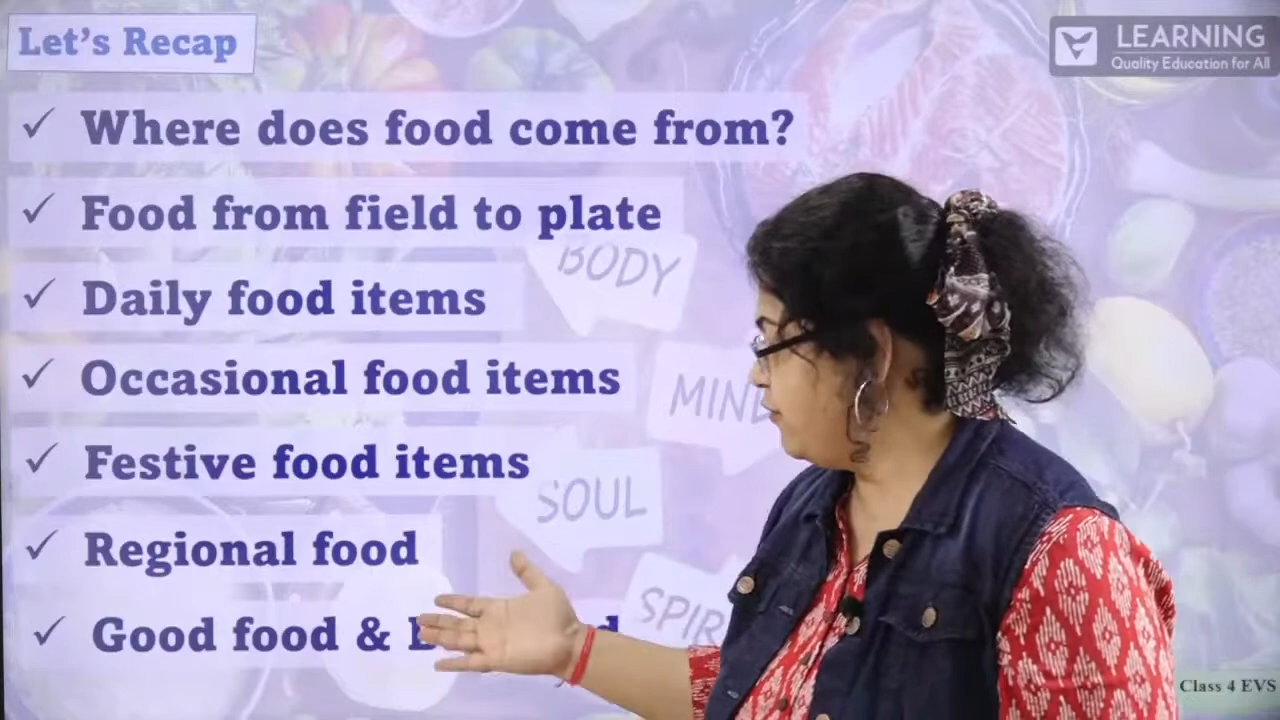 Let's Recap
LEARNING
Quality Education for All
✓ Where does food come from?
✓ Food from field to plate
BODY
✓ Daily food items
✓ Occasional food items
✓ Festive food items
SOUL
✓ Regional food
✓ Good food &
Class 4 EVS